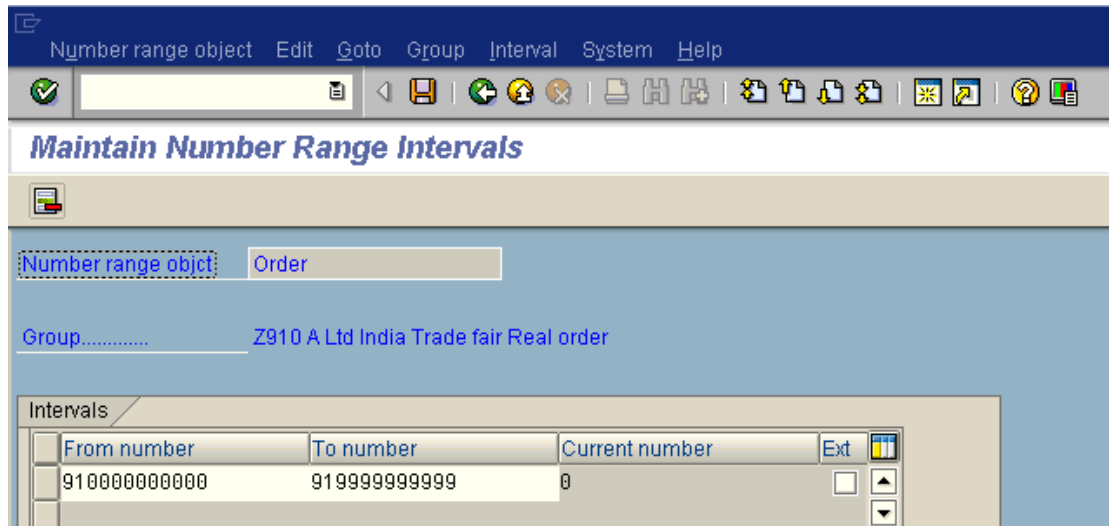 Number range object Edit Goto Group Interval System Help
Maintain Number Range Intervals
Number range objct Order
Group............. Z910 A Ltd India Trade fair Real order
Intervals
From number To number Current number Ext
910000000000 919999999999 0